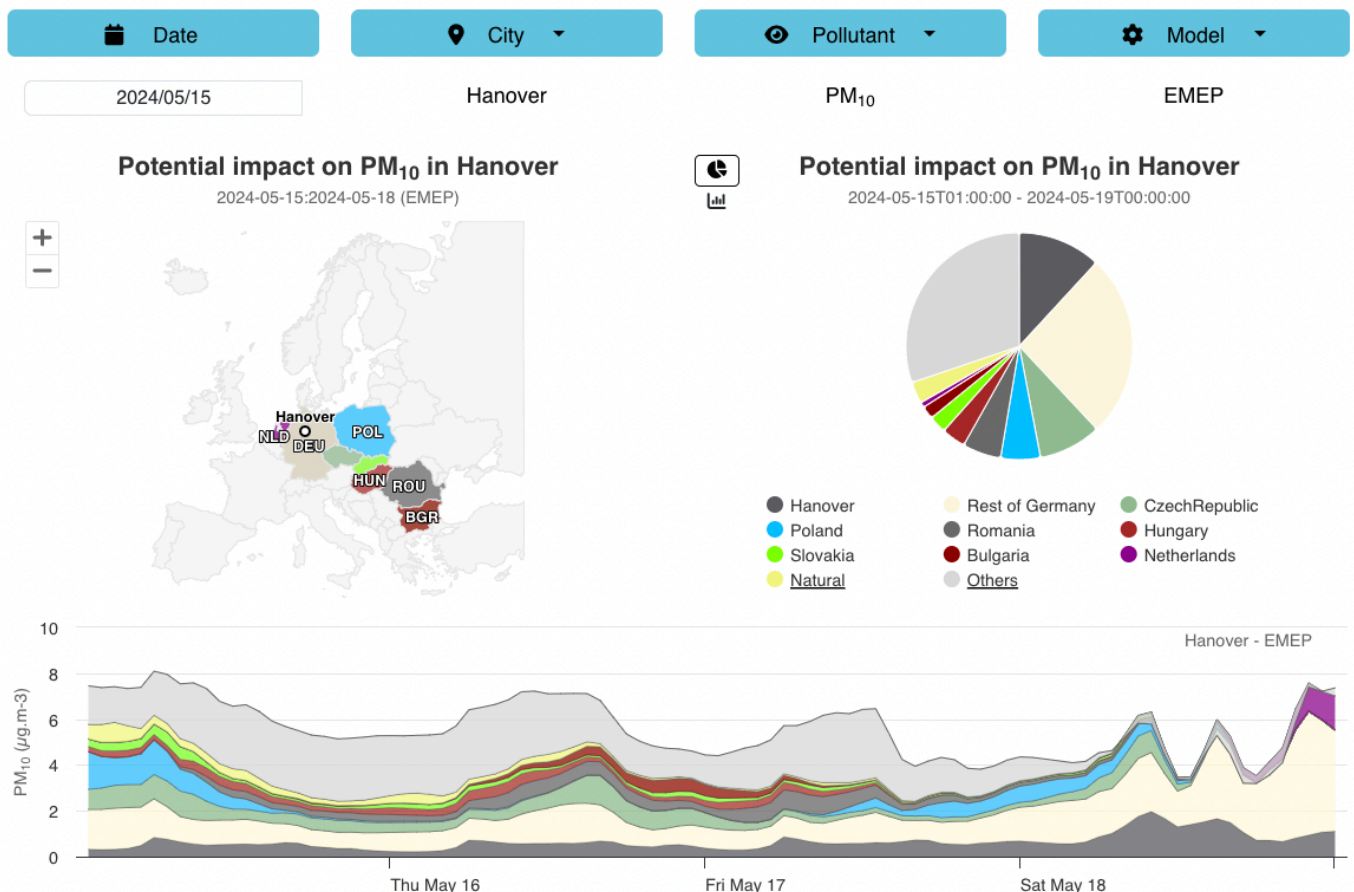 Date City Pollutant Model
2024/05/15 Hanover PM₁₀ EMEP
Potential impact on PM₁₀ in Hanover
2024-05-15:2024-05-18 (EMEP)
+
−
Hanover
NLD
DEU
POL
HUN
ROU
BGR
Potential impact on PM₁₀ in Hanover
2024-05-15T01:00:00 - 2024-05-19T00:00:00
Hanover Rest of Germany CzechRepublic
Poland Romania Hungary
Slovakia Bulgaria Netherlands
Natural Others
Hanover - EMEP
PM₁₀ (µg.m-3)
10
8
6
4
2
0
Thu May 16 Fri May 17 Sat May 18